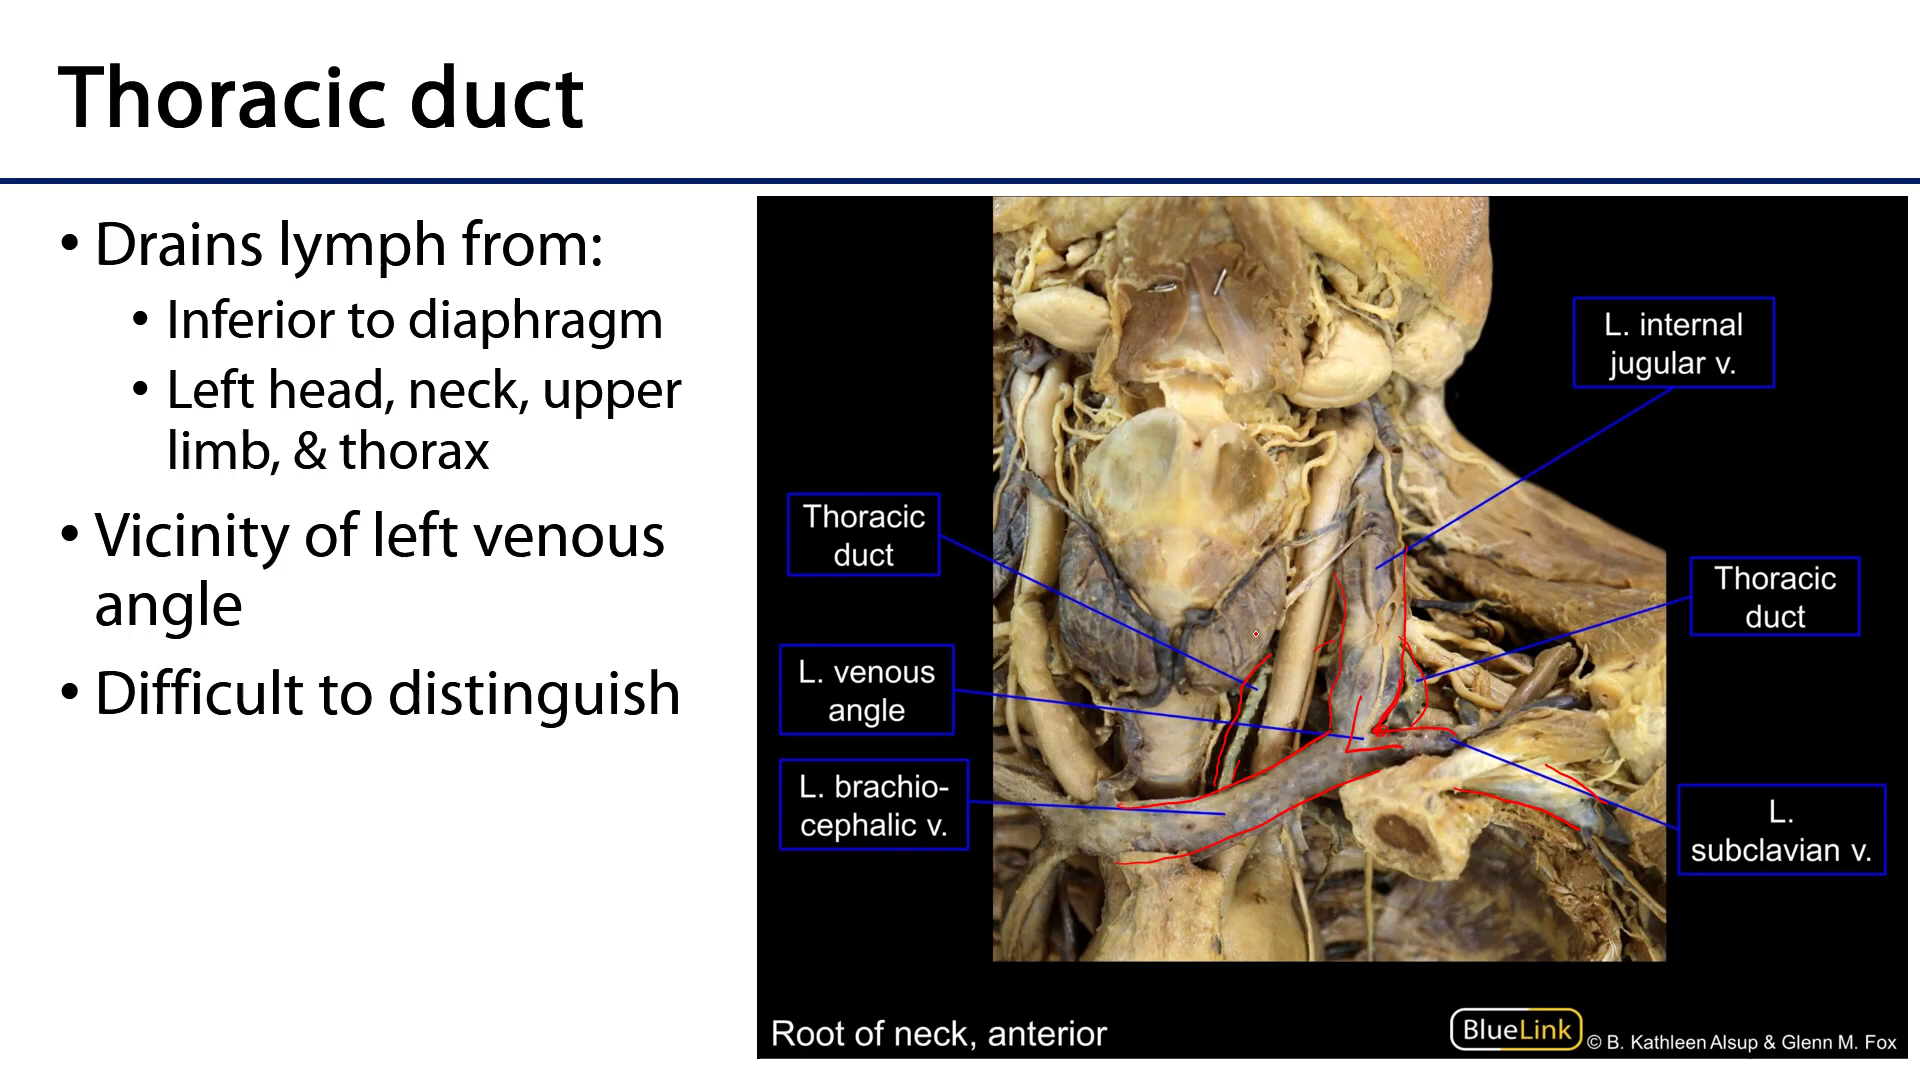 Thoracic duct
• Drains lymph from:
• Inferior to diaphragm
• Left head, neck, upper
limb, & thorax
• Vicinity of left venous
angle
• Difficult to distinguish
L. internal
jugular v.
Thoracic
duct
Thoracic
duct
L. venous
angle
L. brachio-
cephalic v.
L.
subclavian v.
Root of neck, anterior
BlueLink
© B. Kathleen Alsup & Glenn M. Fox